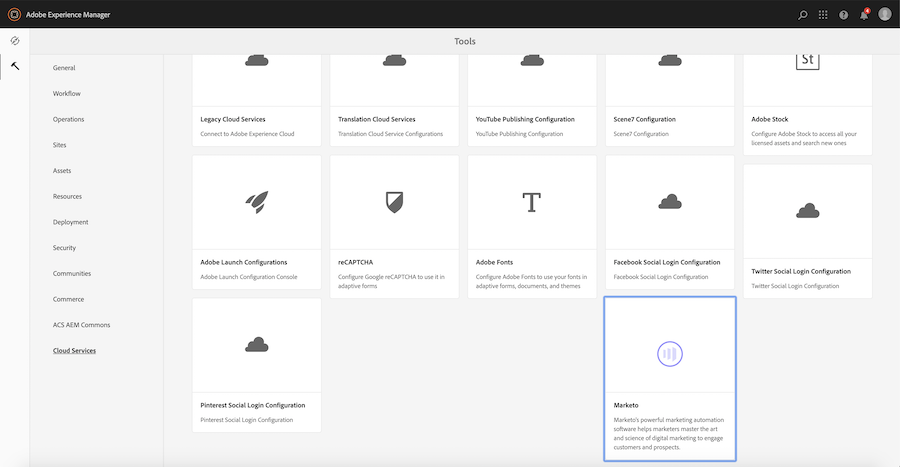 Adobe Experience Manager
4
Tools
General
Workflow
Operations
Sites
Assets
Resources
Deployment
Security
Communities
Commerce
ACS AEM Commons
Cloud Services
Legacy Cloud Services
Connect to Adobe Experience Cloud
Translation Cloud Services
Translation Cloud Service Configurations
YouTube Publishing Configuration
YouTube Publishing Configuration
Scene7 Configuration
Scene7 Configuration
St
Adobe Stock
Configure Adobe Stock to access all your
licensed assets and search new ones
Adobe Launch Configurations
Adobe Launch Configuration Console
reCAPTCHA
Configure Google reCAPTCHA to use it in
adaptive forms
T
Adobe Fonts
Configure Adobe Fonts to use your fonts in
adaptive forms, documents, and themes
Facebook Social Login Configuration
Facebook Social Login Configuration
Twitter Social Login Configuration
Twitter Social Login Configuration
Pinterest Social Login Configuration
Pinterest Social Login Configuration
Marketo
Marketo's powerful marketing automation
software helps marketers master the art
and science of digital marketing to engage
customers and prospects.